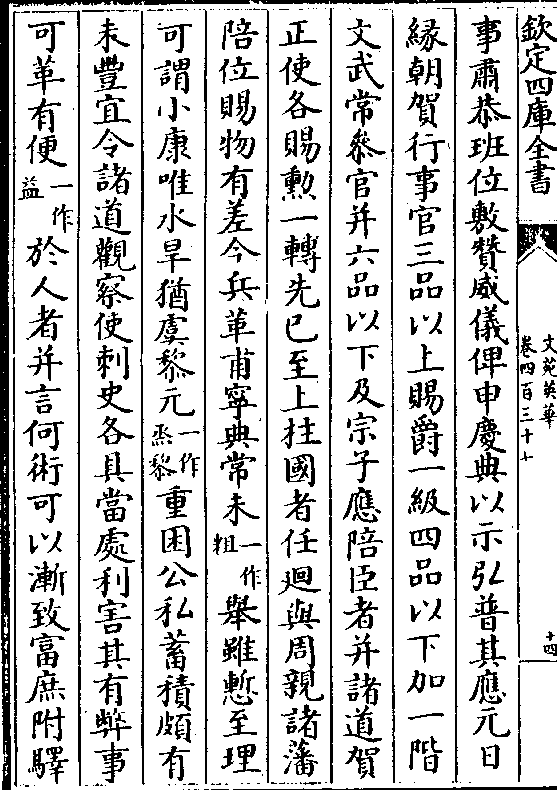 欽定四庫全書
文苑英華
卷四百三十七
十四
事肅恭班位敷贊威儀俾申慶典以示弘普其應元日
緣朝賀行事官三品以上賜爵一級四品以下加一階
文武常叅官并六品以下及宗子應陪臣者并諸道賀
正使各賜勲一轉先已至上柱國者任迴與周親諸藩
陪位賜物有差今兵革甫寧典常未一作粗舉雖慙至理
可謂小康唯水旱猶虞黎元一作烝黎重困公私蓄積頗有
未豐宜令諸道觀察使刺史各具當處利害其有弊事
可革有便一作益於人者并言何術可以漸致富庶附驛